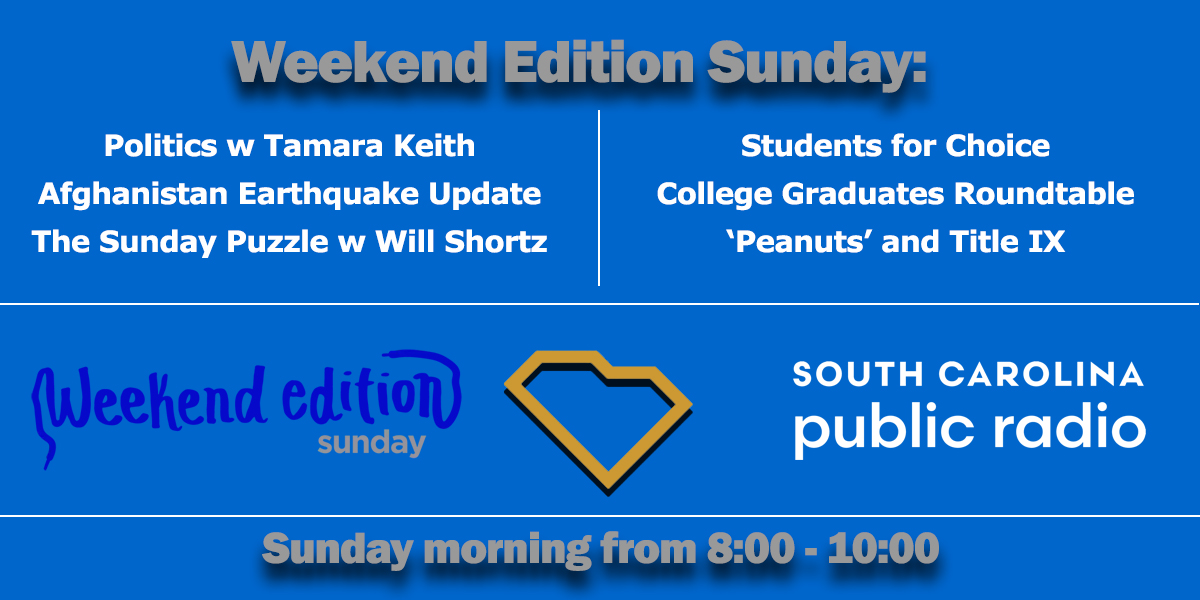 Weekend Edition Sunday:
Politics w Tamara Keith
Afghanistan Earthquake Update
The Sunday Puzzle w Will Shortz
Students for Choice
College Graduates Roundtable
‘Peanuts’ and Title IX
Weekend edition
sunday
SOUTH CAROLINA
public radio
Sunday morning from 8:00 - 10:00